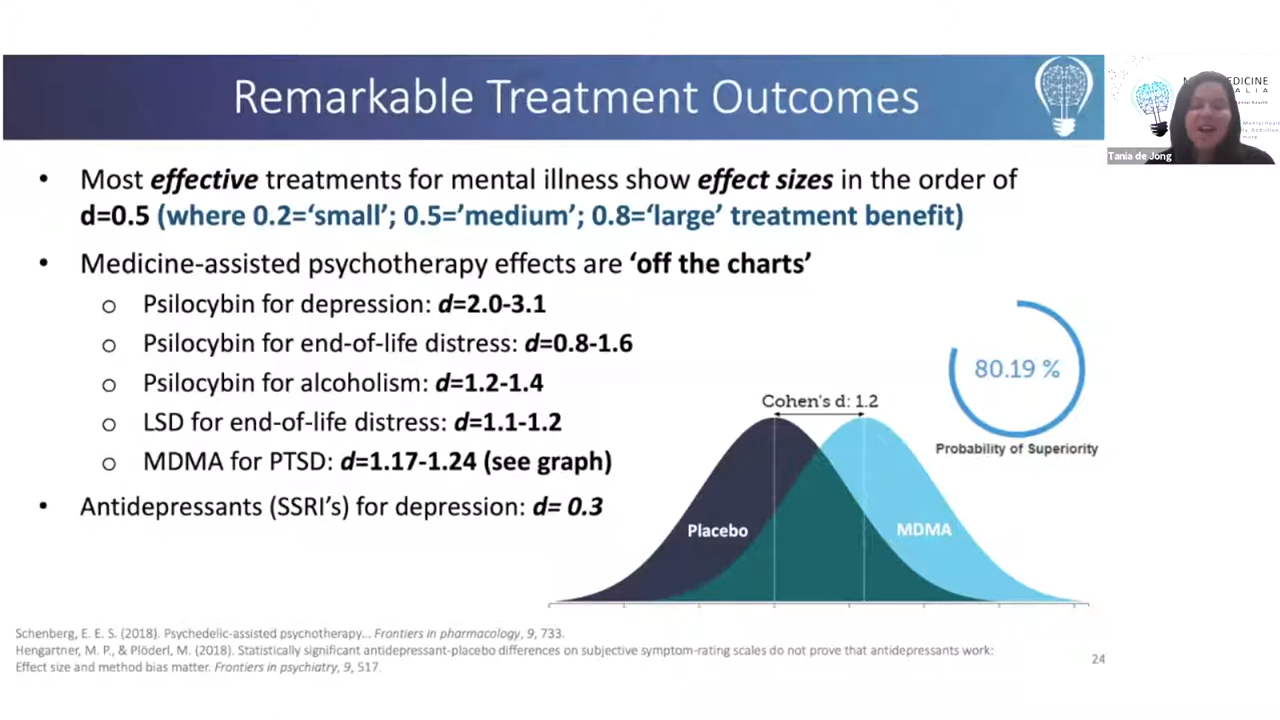 Remarkable Treatment Outcomes
MEDICINE
ALIA
Mental Health
Tania de Jong
• Most effective treatments for mental illness show effect sizes in the order of
d=0.5 (where 0.2=‘small’; 0.5=’medium’; 0.8=‘large’ treatment benefit)
• Medicine-assisted psychotherapy effects are ‘off the charts’
o Psilocybin for depression: d=2.0-3.1
o Psilocybin for end-of-life distress: d=0.8-1.6
o Psilocybin for alcoholism: d=1.2-1.4
o LSD for end-of-life distress: d=1.1-1.2
o MDMA for PTSD: d=1.17-1.24 (see graph)
• Antidepressants (SSRI’s) for depression: d= 0.3
80.19 %
Probability of Superiority
Cohen's d: 1.2
Placebo
MDMA
Schenberg, E. E. S. (2018). Psychedelic-assisted psychotherapy... Frontiers in pharmacology, 9, 733.
Hengartner, M. P., & Plöderl, M. (2018). Statistically significant antidepressant-placebo differences on subjective symptom-rating scales do not prove that antidepressants work:
Effect size and method bias matter. Frontiers in psychiatry, 9, 517.
24